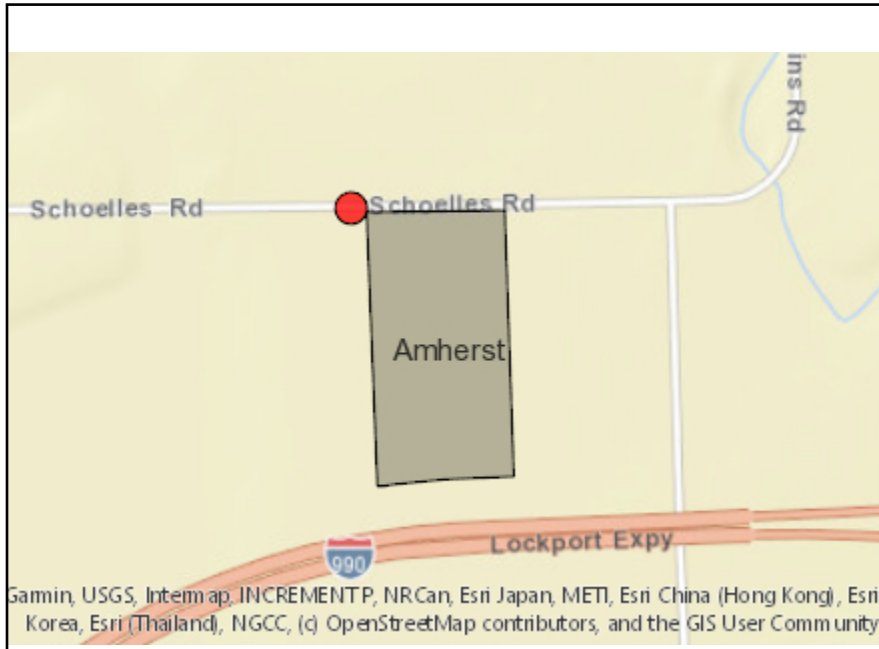 ins Rd
Schoelles Rd
Schoelles Rd
Amherst
Lockport Expy
990
Garmin, USGS, Intermap, INCREMENT P, NRCan, Esri Japan, METI, Esri China (Hong Kong), Esri
Korea, Esri (Thailand), NGCC, (c) OpenStreetMap contributors, and the GIS User Community